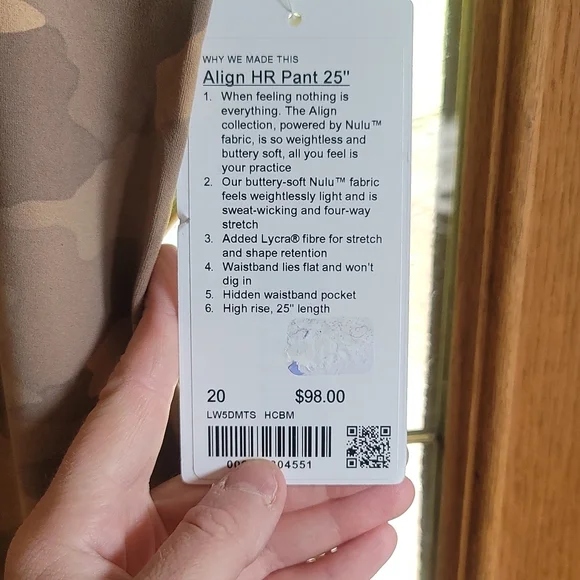 WHY WE MADE THIS
Align HR Pant 25"
1. When feeling nothing is
everything. The Align
collection, powered by Nulu™
fabric, is so weightless and
buttery soft, all you feel is
your practice
2. Our buttery-soft Nulu™ fabric
feels weightlessly light and is
sweat-wicking and four-way
stretch
3. Added Lycra® fibre for stretch
and shape retention
4. Waistband lies flat and won't
dig in
5. Hidden waistband pocket
6. High rise, 25" length
20 $98.00
LW5DMTS HCBM